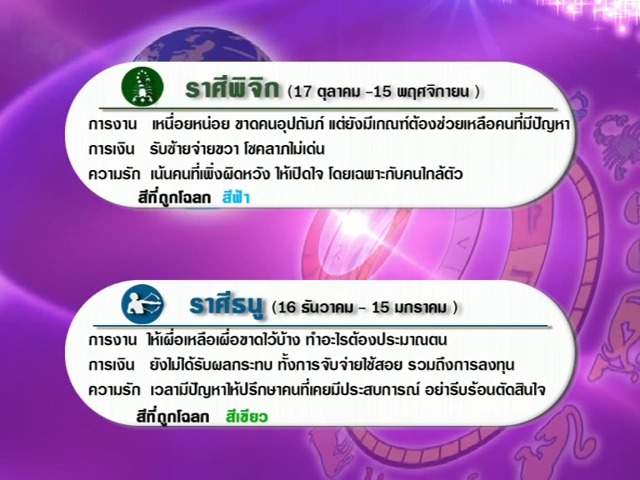 ราศีพิจิก (17 ตุลาคม -15 พฤศจิกายน )
การงาน เหนื่อยหน่อย ขาดคนอุปถัมภ์ แต่ยังมีเกณฑ์ต้องช่วยเหลือคนที่มีปัญหา
การเงิน รับซ้ายจ่ายขวา โชคลาภไม่เด่น
ความรัก เน้นคนที่เพิ่งผิดหวัง ให้เปิดใจ โดยเฉพาะกับคนใกล้ตัว
สีที่ถูกโฉลก สีฟ้า
ราศีธนู (16 ธันวาคม - 15 มกราคม )
การงาน ให้เผื่อเหลือเผื่อขาดไว้บ้าง ทำอะไรต้องประมาณตน
การเงิน ยังไม่ได้รับผลกระทบ ทั้งการจับจ่ายใช้สอย รวมถึงการลงทุน
ความรัก เวลามีปัญหาให้ปรึกษาคนที่เคยมีประสบการณ์ อย่ารีบร้อนตัดสินใจ
สีที่ถูกโฉลก สีเขียว